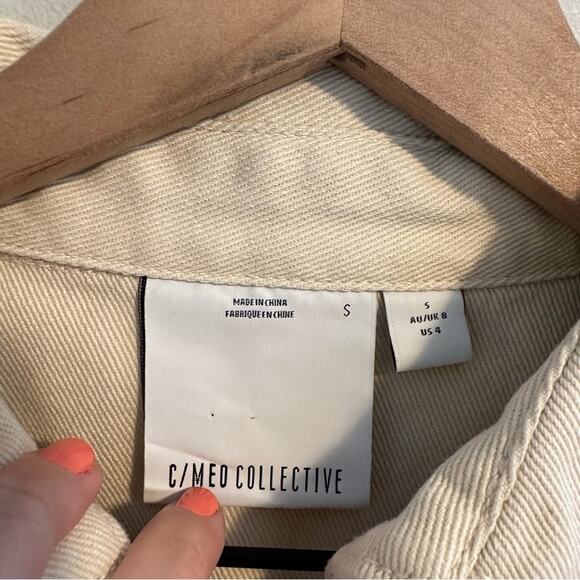 MADE IN CHINA
FABRIQUE EN CHINE
S
C/MEO COLLECTIVE
S
AU/UK 8
US 4